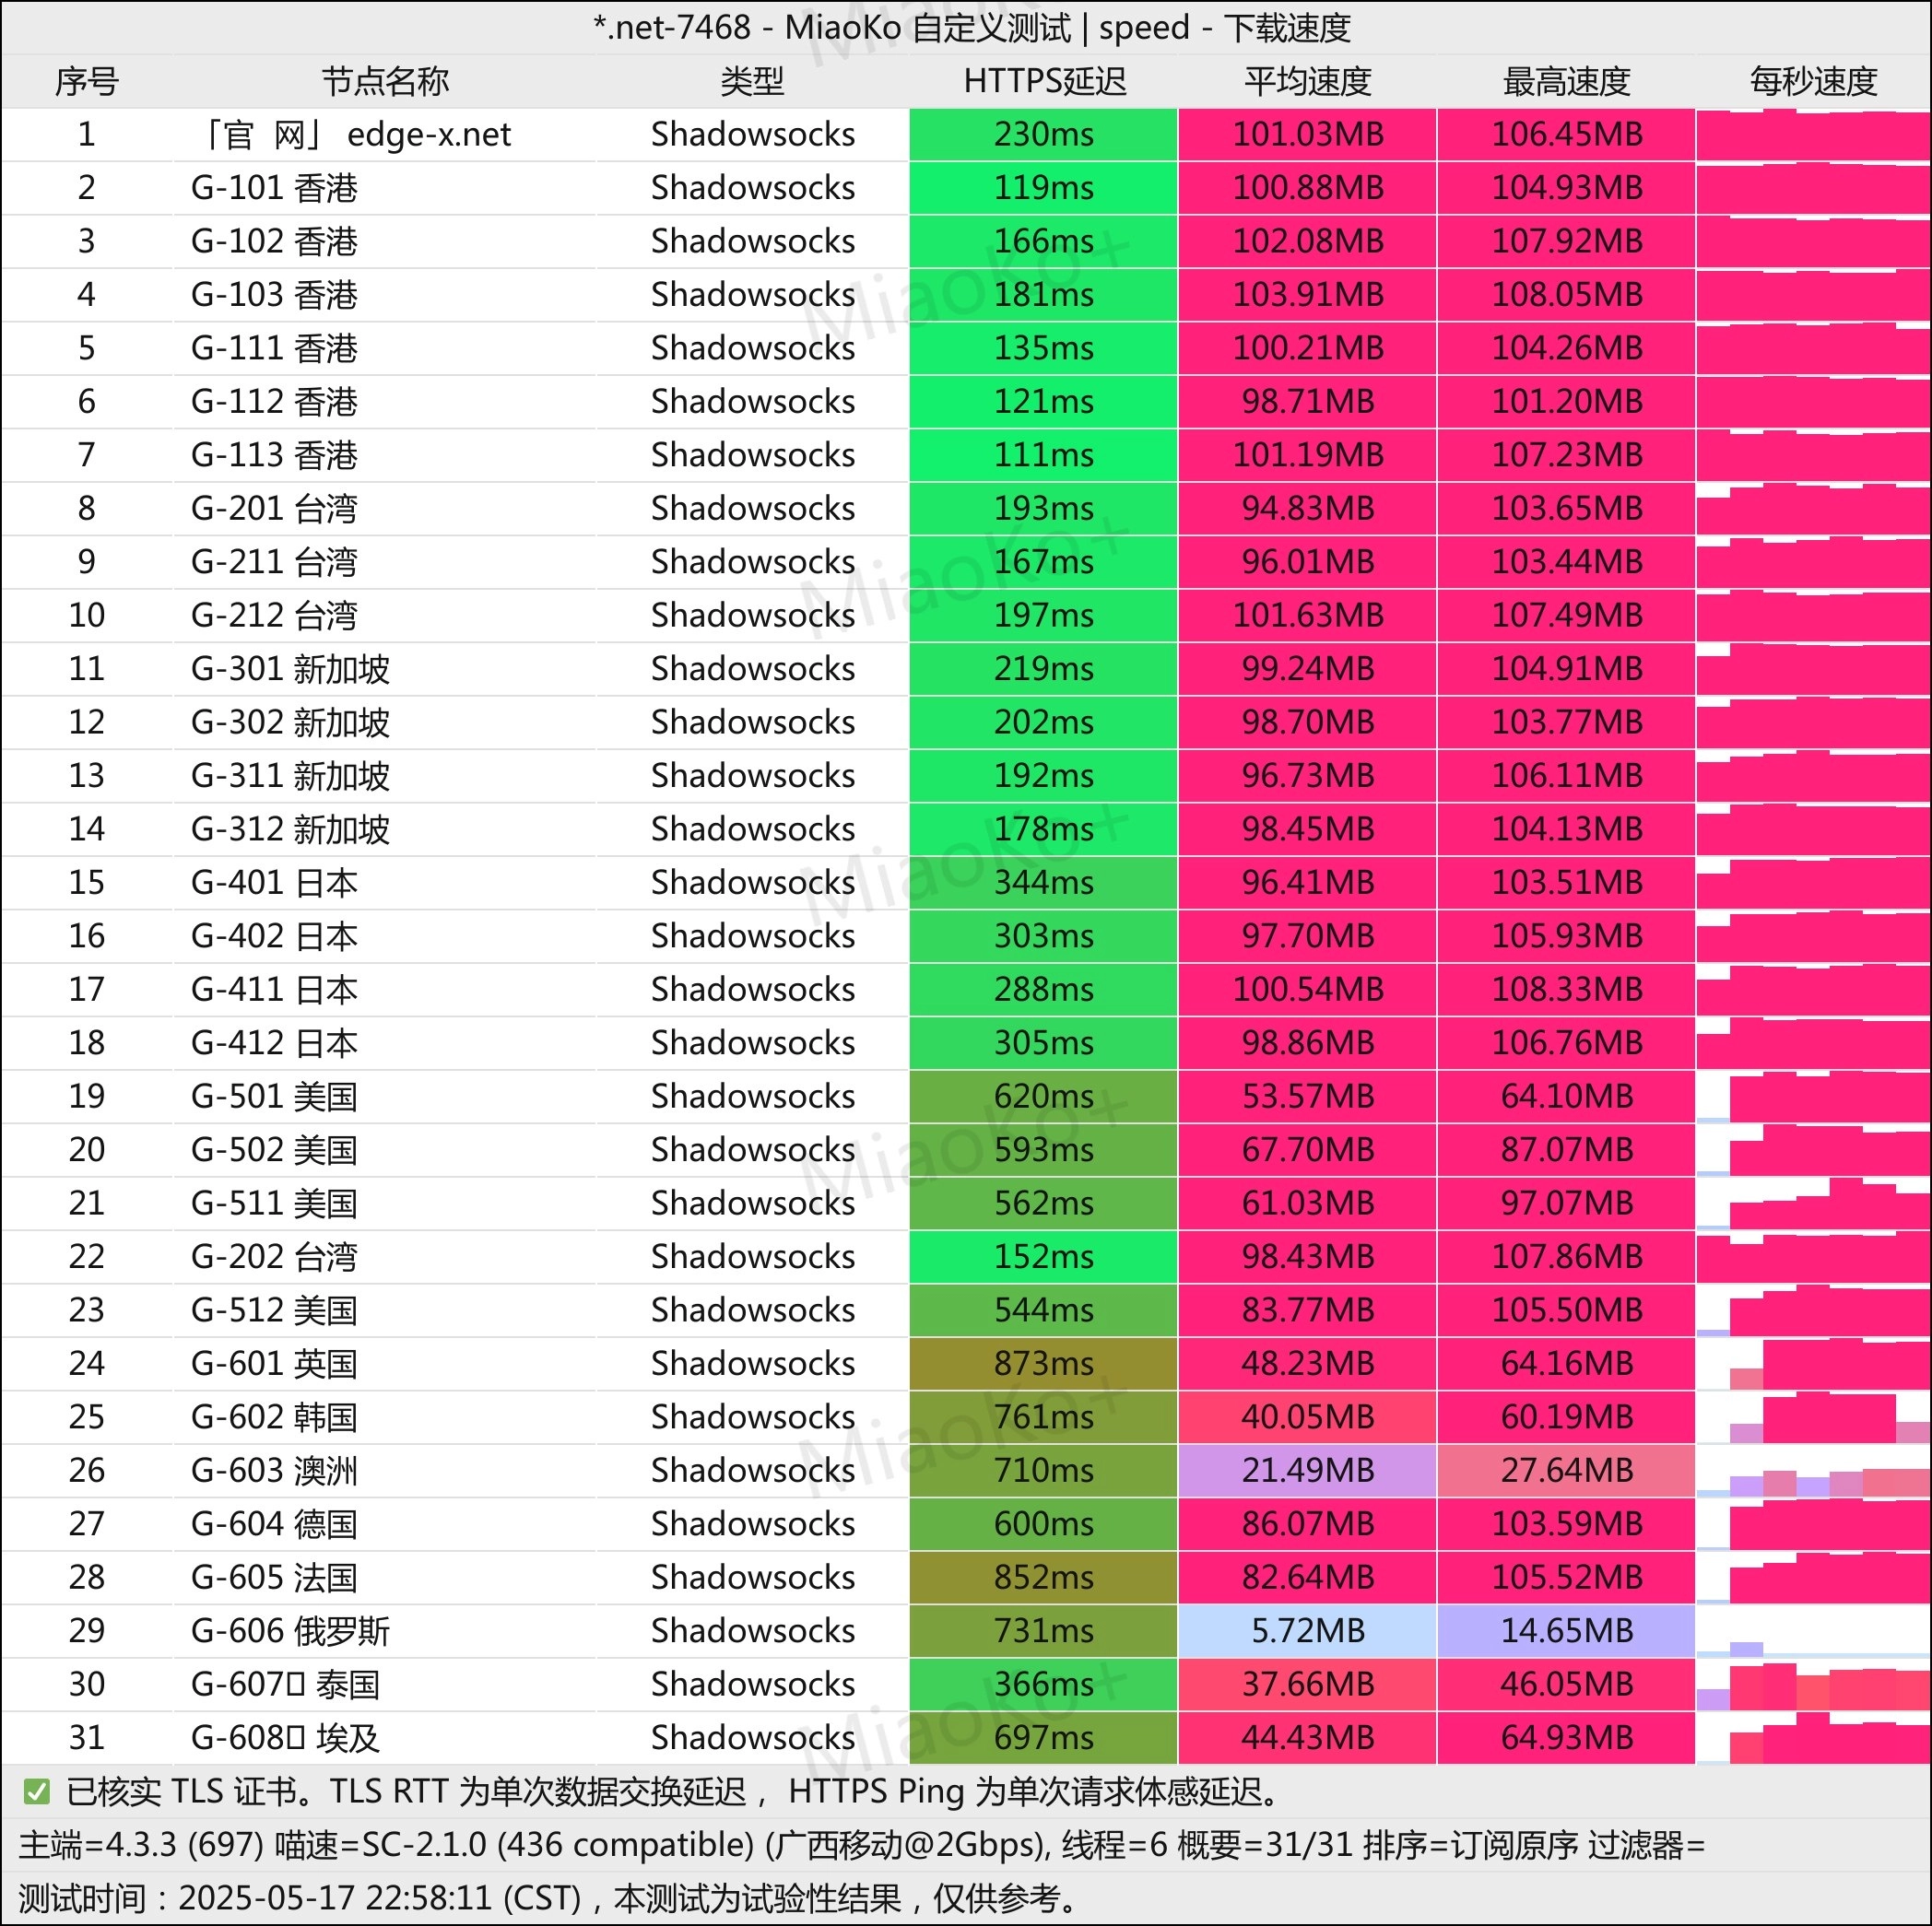 *.net-7468 - MiaoKo 自定义测试 | speed - 下载速度
序号 节点名称 类型 HTTPS延迟 平均速度 最高速度 每秒速度
1 「官 网」 edge-x.net Shadowsocks 230ms 101.03MB 106.45MB
2 G-101 香港 Shadowsocks 119ms 100.88MB 104.93MB
3 G-102 香港 Shadowsocks 166ms 102.08MB 107.92MB
4 G-103 香港 Shadowsocks 181ms 103.91MB 108.05MB
5 G-111 香港 Shadowsocks 135ms 100.21MB 104.26MB
6 G-112 香港 Shadowsocks 121ms 98.71MB 101.20MB
7 G-113 香港 Shadowsocks 111ms 101.19MB 107.23MB
8 G-201 台湾 Shadowsocks 193ms 94.83MB 103.65MB
9 G-211 台湾 Shadowsocks 167ms 96.01MB 103.44MB
10 G-212 台湾 Shadowsocks 197ms 101.63MB 107.49MB
11 G-301 新加坡 Shadowsocks 219ms 99.24MB 104.91MB
12 G-302 新加坡 Shadowsocks 202ms 98.70MB 103.77MB
13 G-311 新加坡 Shadowsocks 192ms 96.73MB 106.11MB
14 G-312 新加坡 Shadowsocks 178ms 98.45MB 104.13MB
15 G-401 日本 Shadowsocks 344ms 96.41MB 103.51MB
16 G-402 日本 Shadowsocks 303ms 97.70MB 105.93MB
17 G-411 日本 Shadowsocks 288ms 100.54MB 108.33MB
18 G-412 日本 Shadowsocks 305ms 98.86MB 106.76MB
19 G-501 美国 Shadowsocks 620ms 53.57MB 64.10MB
20 G-502 美国 Shadowsocks 593ms 67.70MB 87.07MB
21 G-511 美国 Shadowsocks 562ms 61.03MB 97.07MB
22 G-202 台湾 Shadowsocks 152ms 98.43MB 107.86MB
23 G-512 美国 Shadowsocks 544ms 83.77MB 105.50MB
24 G-601 英国 Shadowsocks 873ms 48.23MB 64.16MB
25 G-602 韩国 Shadowsocks 761ms 40.05MB 60.19MB
26 G-603 澳洲 Shadowsocks 710ms 21.49MB 27.64MB
27 G-604 德国 Shadowsocks 600ms 86.07MB 103.59MB
28 G-605 法国 Shadowsocks 852ms 82.64MB 105.52MB
29 G-606 俄罗斯 Shadowsocks 731ms 5.72MB 14.65MB
30 G-607 泰国 Shadowsocks 366ms 37.66MB 46.05MB
31 G-608 埃及 Shadowsocks 697ms 44.43MB 64.93MB
✅ 已核实 TLS 证书。TLS RTT 为单次数据交换延迟， HTTPS Ping 为单次请求体感延迟。
主端=4.3.3 (697) 喵速=SC-2.1.0 (436 compatible) (广西移动@2Gbps), 线程=6 概要=31/31 排序=订阅原序 过滤器=
测试时间：2025-05-17 22:58:11 (CST)，本测试为试验性结果，仅供参考。
MiaoKo+
MiaoKo+
MiaoKo+
MiaoKo+
MiaoKo+
MiaoKo+